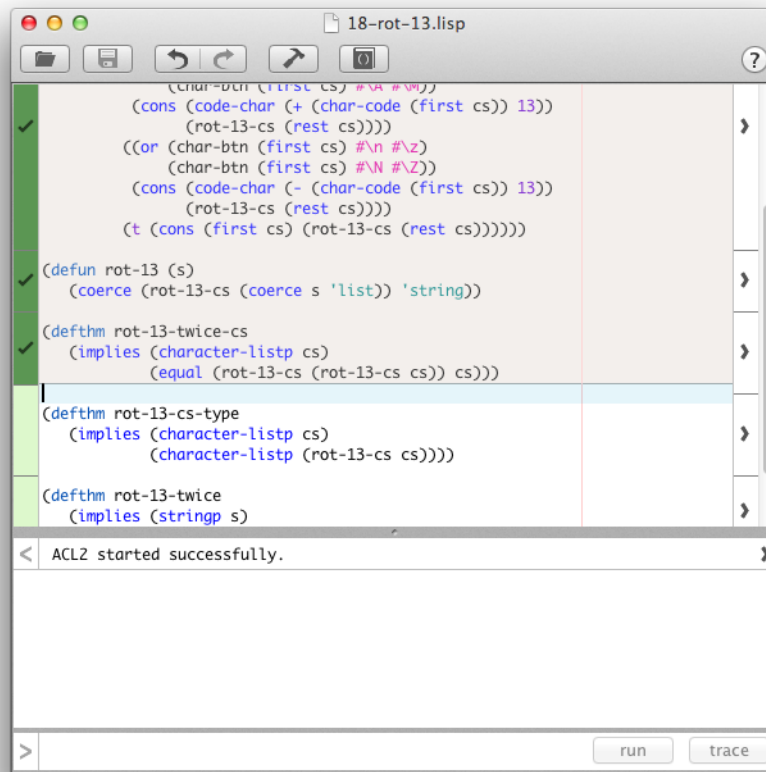 18-rot-13.lisp
?
(char-btn (first cs) #\A #\M))
(cons (code-char (+ (char-code (first cs)) 13))
(rot-13-cs (rest cs))))
((or (char-btn (first cs) #\n #\z)
(char-btn (first cs) #\N #\Z))
(cons (code-char (- (char-code (first cs)) 13))
(rot-13-cs (rest cs))))
(t (cons (first cs) (rot-13-cs (rest cs))))))
(defun rot-13 (s)
(coerce (rot-13-cs (coerce s 'list)) 'string))
(defthm rot-13-twice-cs
(implies (character-listp cs)
(equal (rot-13-cs (rot-13-cs cs)) cs)))
(defthm rot-13-cs-type
(implies (character-listp cs)
(character-listp (rot-13-cs cs))))
(defthm rot-13-twice
(implies (stringp s)
< ACL2 started successfully.
>
run trace